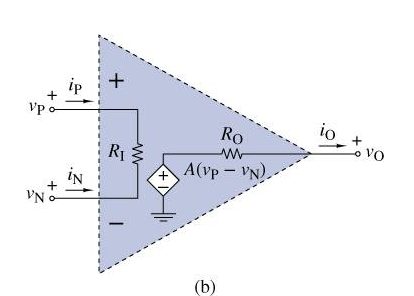 + iP
vP
+
RI
RO
+
−
A(vP − vN)
iO +
vO
+ iN
vN
−
(b)